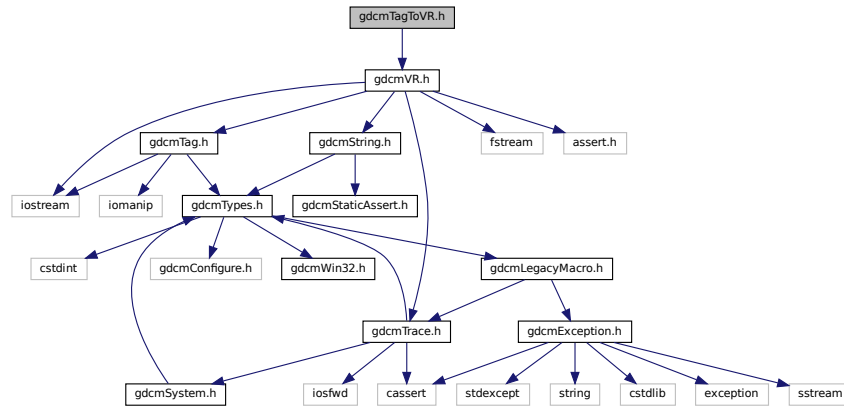 gdcmTagToVR.h
gdcmVR.h
gdcmTag.h
gdcmString.h
fstream
assert.h
iostream
iomanip
gdcmTypes.h
gdcmStaticAssert.h
cstdint
gdcmConfigure.h
gdcmWin32.h
gdcmLegacyMacro.h
gdcmTrace.h
gdcmException.h
gdcmSystem.h
iosfwd
cassert
stdexcept
string
cstdlib
exception
sstream